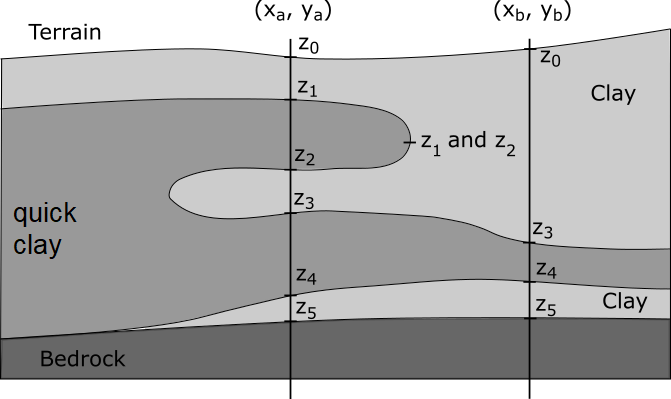 (xa, ya) (xb, yb)
Terrain
z0 z0
z1
Clay
z1 and z2
z2
z3
quick
clay
z3
z4 z4
z5 z5
Clay
Bedrock